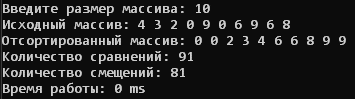 Введите размер массива: 10
Исходный массив: 4 3 2 0 9 0 6 9 6 8
Отсортированный массив: 0 0 2 3 4 6 6 8 9 9
Количество сравнений: 91
Количество смещений: 81
Время работы: 0 ms